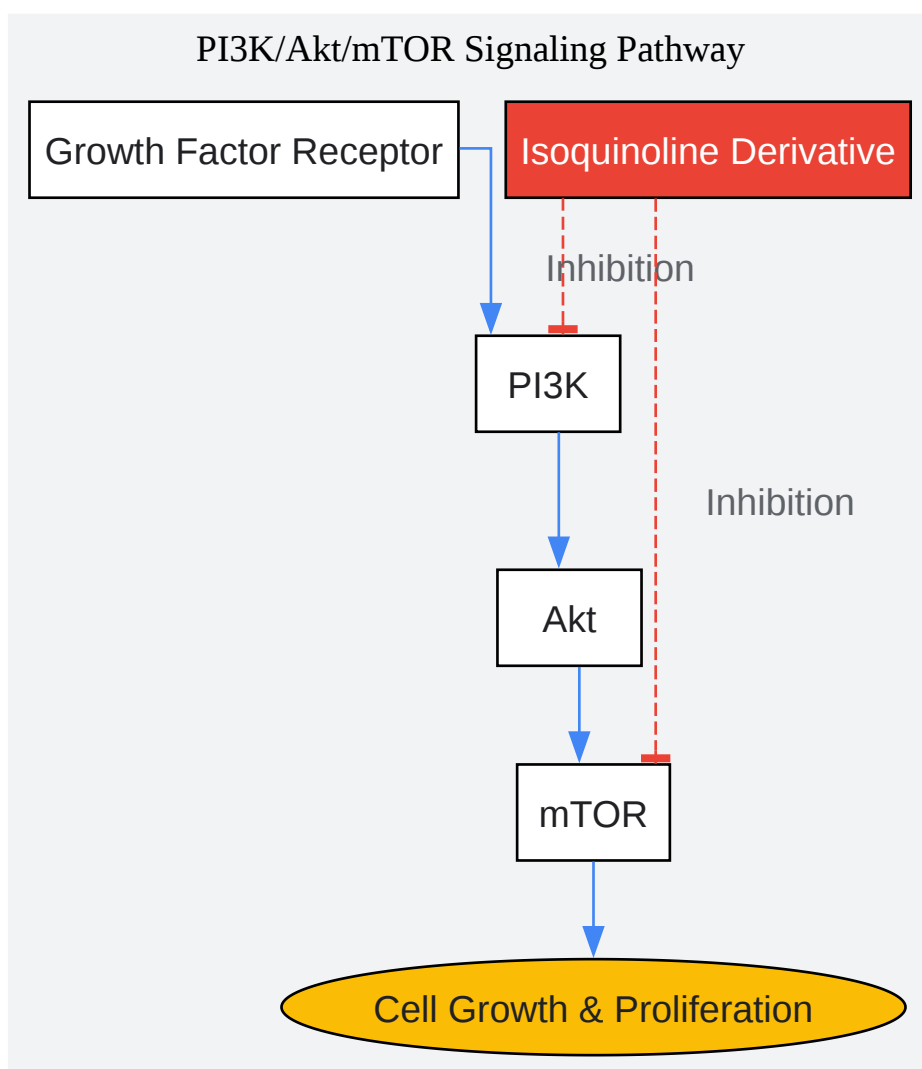 PI3K/Akt/mTOR Signaling Pathway
Growth Factor Receptor
Isoquinoline Derivative
Inhibition
PI3K
Inhibition
Akt
mTOR
Cell Growth & Proliferation